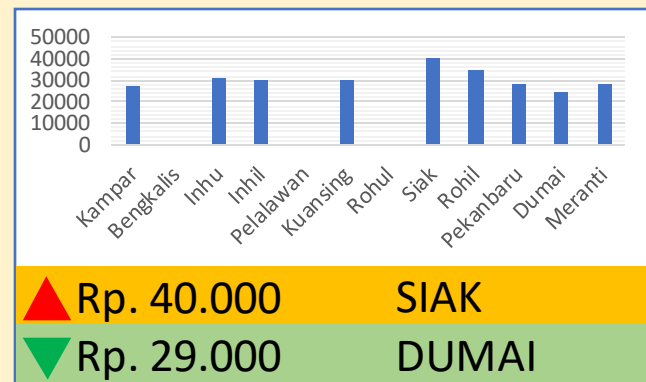 50000
40000
30000
20000
10000
0
Kampar
Bengkalis
Inhu
Inhil
Pelalawan
Kuansing
Rohul
Siak
Rohil
Pekanbaru
Dumai
Meranti
Rp. 40.000 SIAK
Rp. 29.000 DUMAI